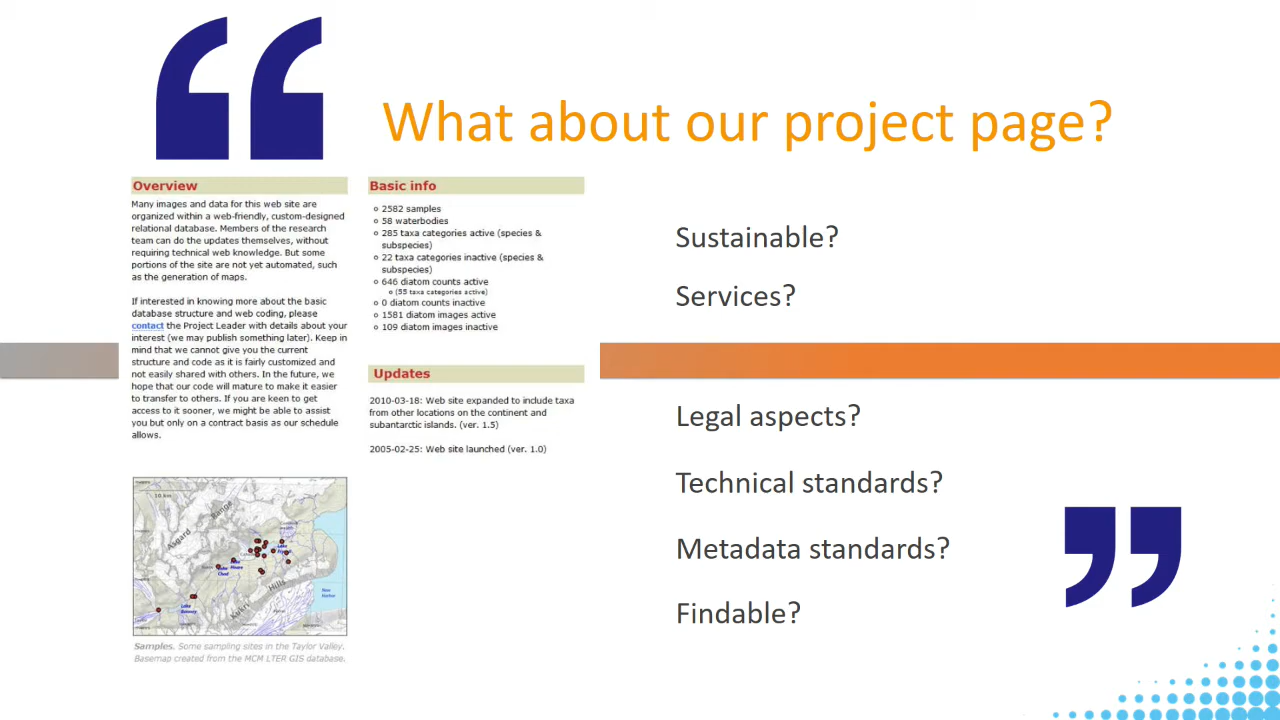 What about our project page?
Overview
Many images and data for this web site are
organized within a web-friendly, custom-designed
relational database. Members of the research
team can do the updates themselves, without
requiring technical web knowledge. But some
portions of the site are not yet automated, such
as the generation of maps.
If interested in knowing more about the basic
database structure and web coding, please
contact the Project Leader with details about your
interest (we may publish something later). Keep in
mind that we cannot give you the current
structure and code as it is fairly customized and
not easily shared with others. In the future, we
hope that our code will mature to make it easier
to transfer to others. If you are keen to get
access to it sooner, we might be able to assist
you but only on a contract basis as our schedule
allows.
10 km
Asgard Range
Kukri Hills
Samples. Some sampling sites in the Taylor Valley.
Basemap created from the MCM LTER GIS database.
Basic info
2582 samples
58 waterbodies
285 taxa categories active (species &
subspecies)
22 taxa categories inactive (species &
subspecies)
646 diatom counts active
(55 taxa categories active)
0 diatom counts inactive
1581 diatom images active
109 diatom images inactive
Updates
2010-03-18: Web site expanded to include taxa
from other locations on the continent and
subantarctic islands. (ver. 1.5)
2005-02-25: Web site launched (ver. 1.0)
Sustainable?
Services?
Legal aspects?
Technical standards?
Metadata standards?
Findable?